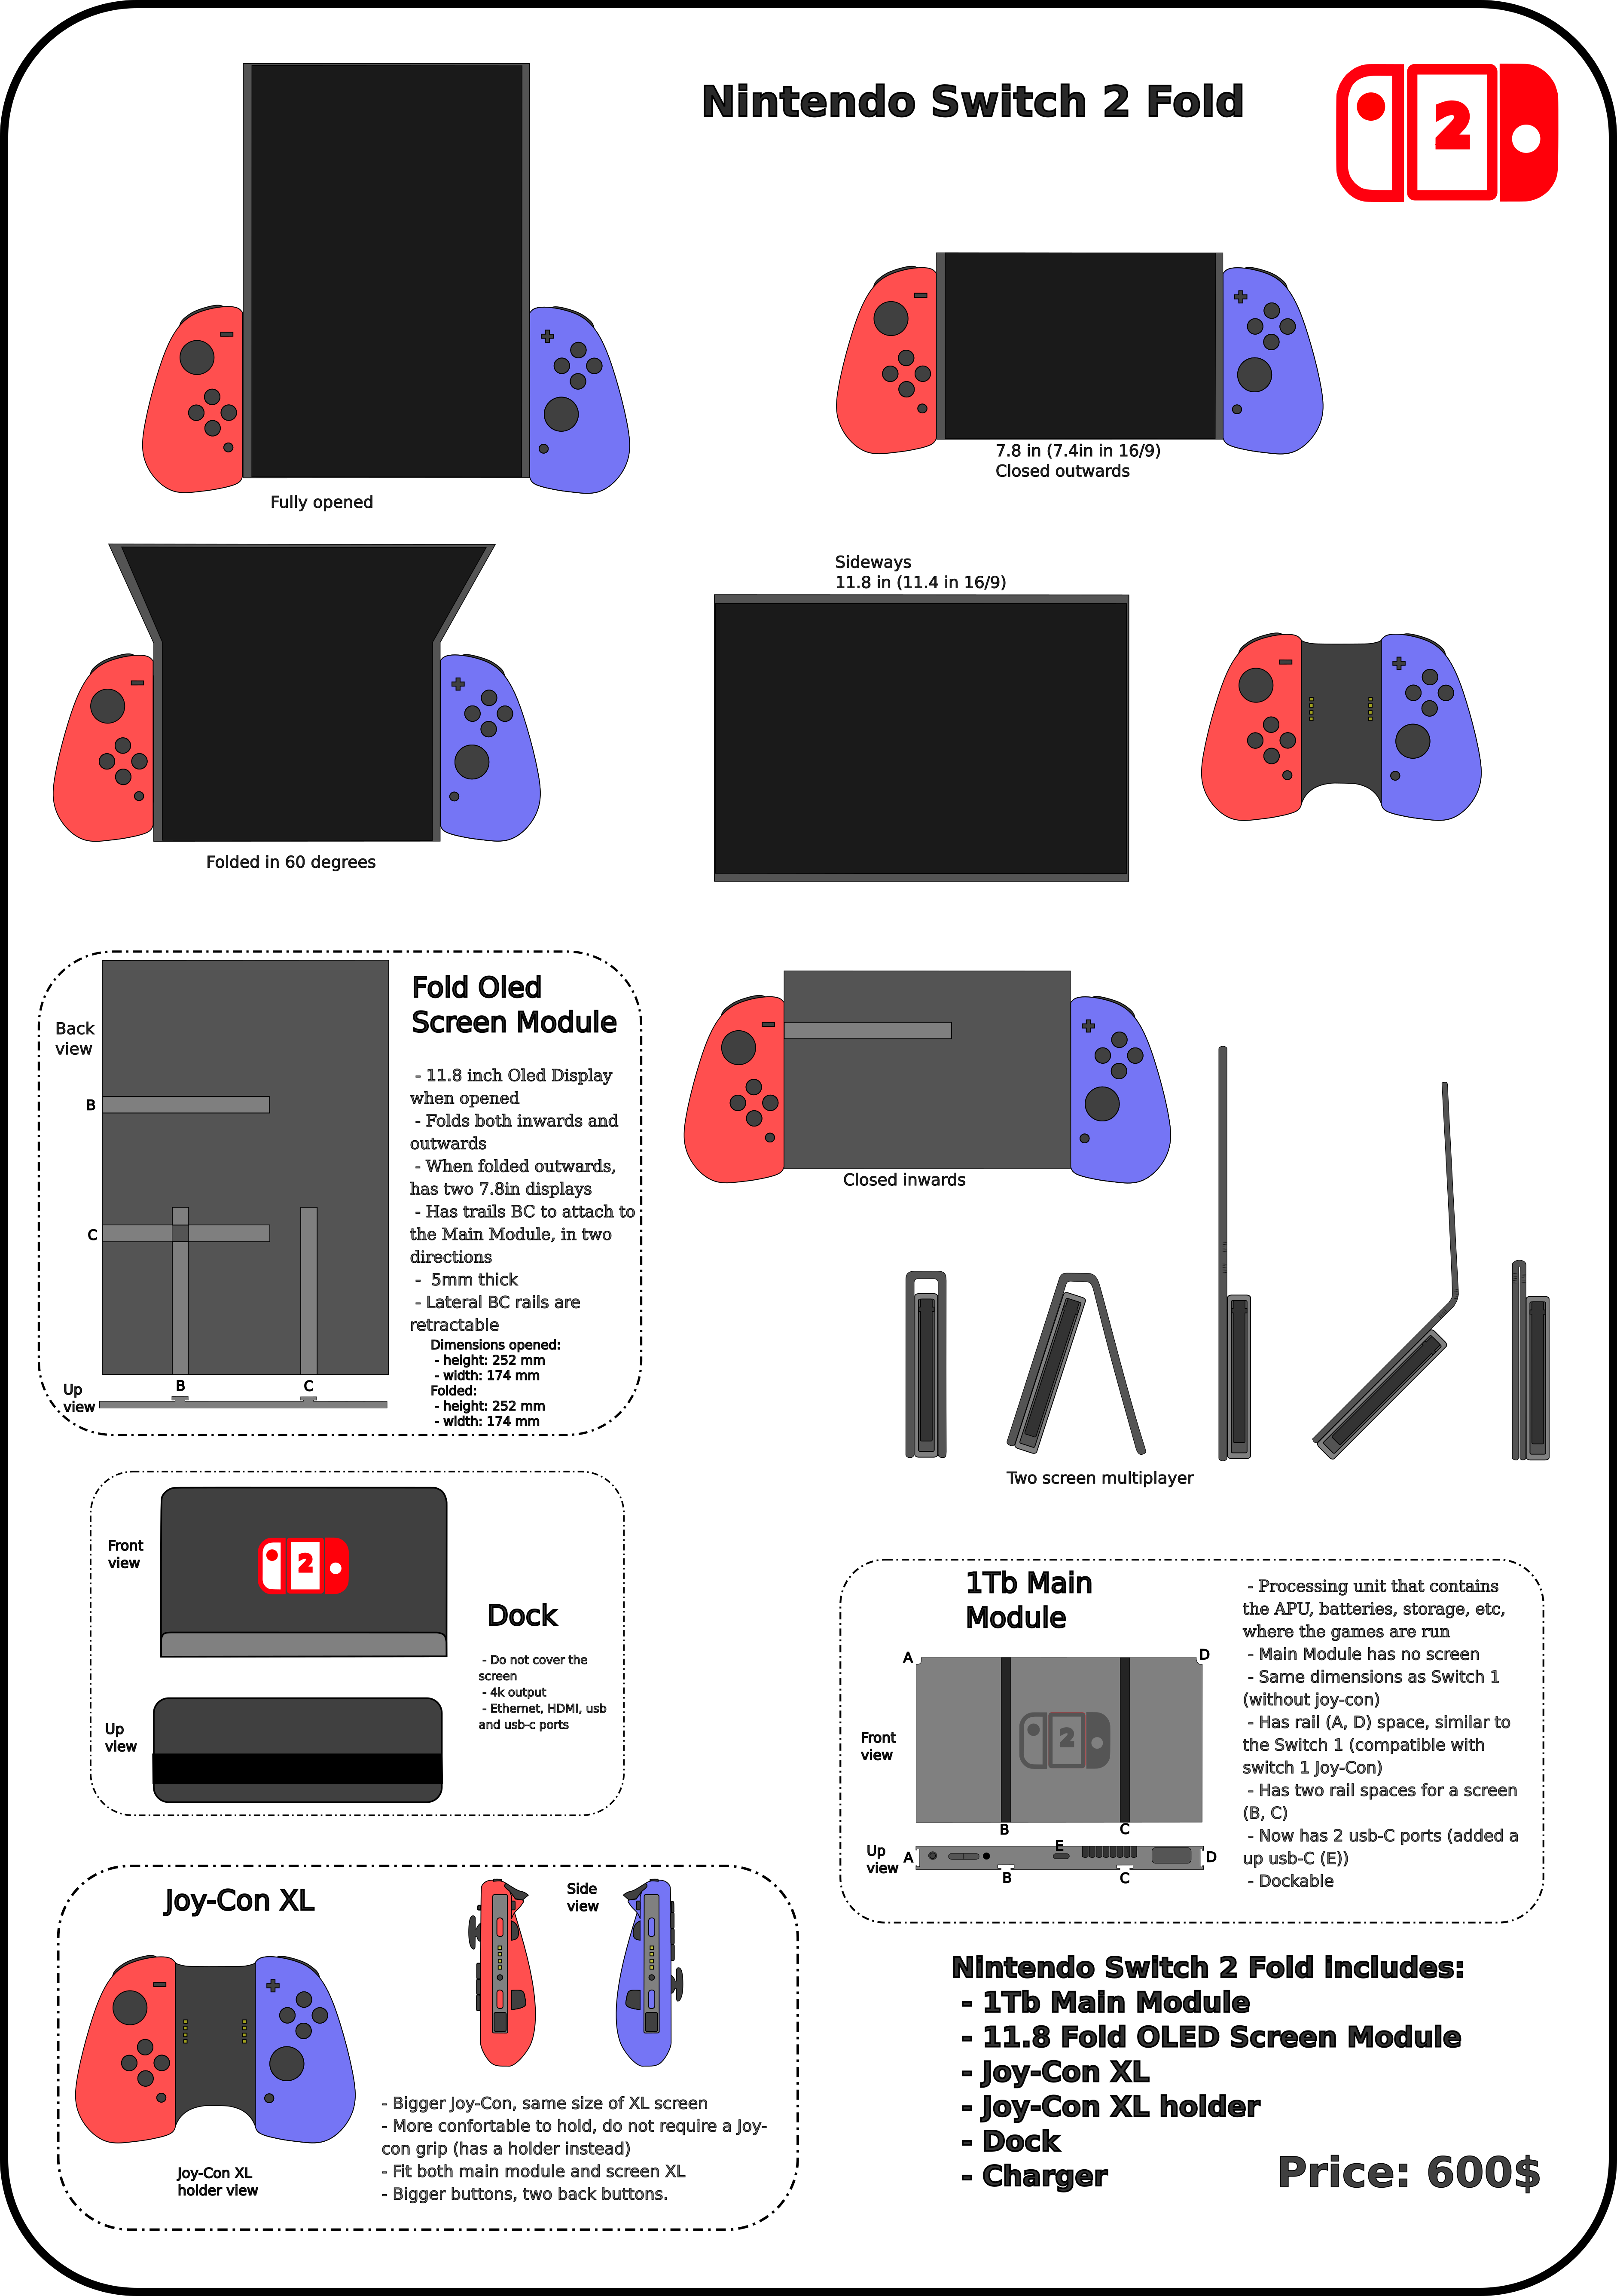 Nintendo Switch 2 Fold
2
Fully opened
7.8 in (7.4in in 16/9)
Closed outwards
Folded in 60 degrees
Sideways
11.8 in (11.4 in 16/9)
Back
view
B
C
B
C
Up
view
Fold Oled
Screen Module
- 11.8 inch Oled Display
when opened
- Folds both inwards and
outwards
- When folded outwards,
has two 7.8in displays
- Has trails BC to attach to
the Main Module, in two
directions
- 5mm thick
- Lateral BC rails are
retractable
Dimensions opened:
- height: 252 mm
- width: 174 mm
Folded:
- height: 252 mm
- width: 174 mm
Closed inwards
Two screen multiplayer
Front
view
2
Up
view
Dock
- Do not cover the
screen
- 4k output
- Ethernet, HDMI, usb
and usb-c ports
1Tb Main
Module
A
D
Front
view
2
B
C
Up
view
A
E
D
B
C
- Processing unit that contains
the APU, batteries, storage, etc,
where the games are run
- Main Module has no screen
- Same dimensions as Switch 1
(without joy-con)
- Has rail (A, D) space, similar to
the Switch 1 (compatible with
switch 1 Joy-Con)
- Has two rail spaces for a screen
(B, C)
- Now has 2 usb-C ports (added a
up usb-C (E))
- Dockable
Joy-Con XL
Side
view
Joy-Con XL
holder view
- Bigger Joy-Con, same size of XL screen
- More confortable to hold, do not require a Joy-
con grip (has a holder instead)
- Fit both main module and screen XL
- Bigger buttons, two back buttons.
Nintendo Switch 2 Fold includes:
- 1Tb Main Module
- 11.8 Fold OLED Screen Module
- Joy-Con XL
- Joy-Con XL holder
- Dock
- Charger
Price: 600$